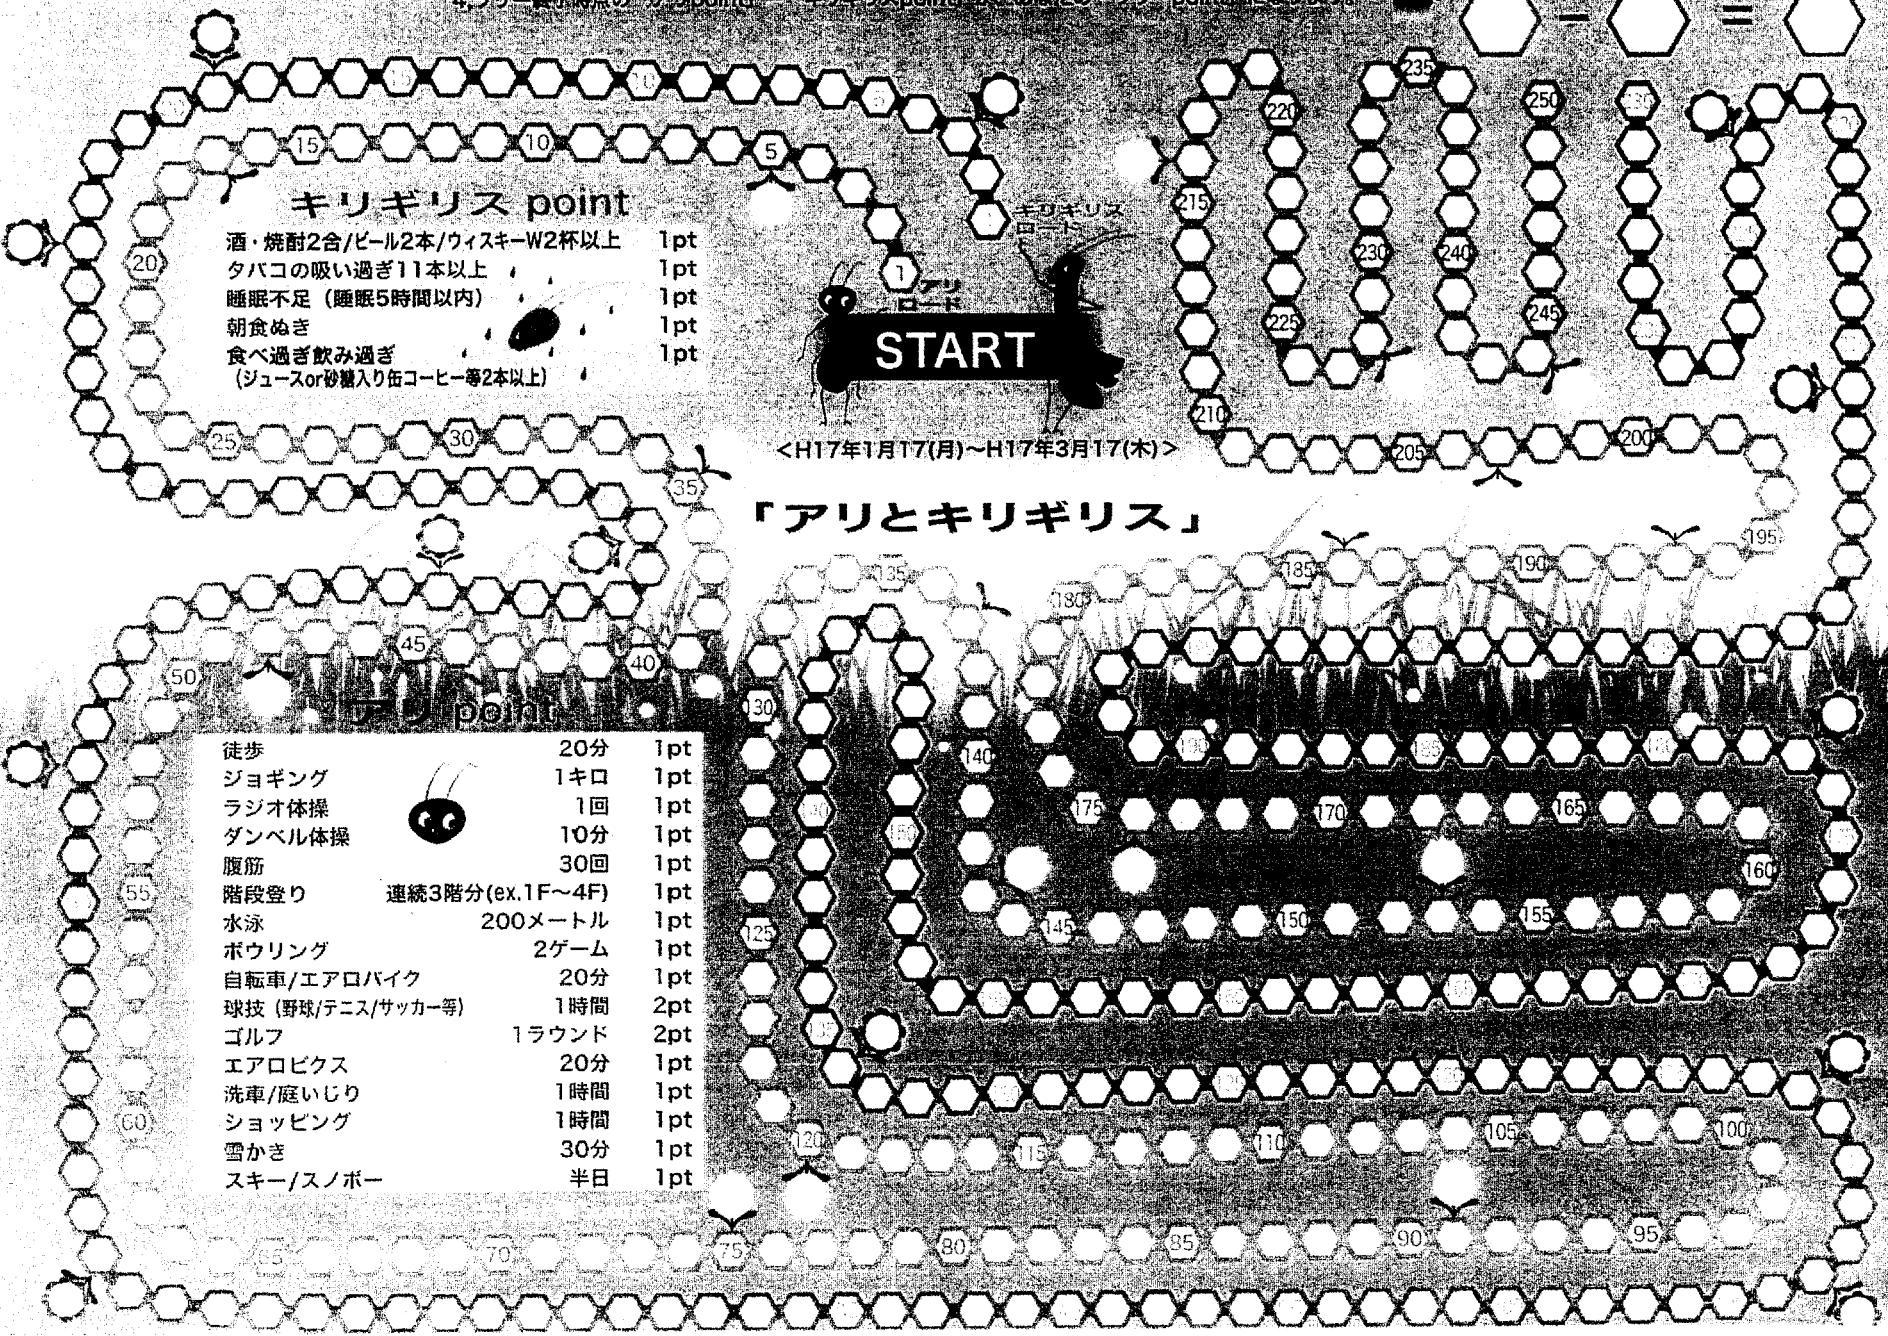 キリギリス point
酒・焼酎2合/ビール2本/ウィスキーW2杯以上 1pt
タバコの吸い過ぎ11本以上 1pt
睡眠不足（睡眠5時間以内） 1pt
朝食ぬき 1pt
食べ過ぎ飲み過ぎ 1pt
（ジュースor砂糖入り缶コーヒー等2本以上）
キリギリス
ロード
アリ
ロード
START
<H17年1月17(月)～H17年3月17(木)>
「アリとキリギリス」
アリ point
徒歩 20分 1pt
ジョギング 1キロ 1pt
ラジオ体操 1回 1pt
ダンベル体操 10分 1pt
腹筋 30回 1pt
階段登り 連続3階分(ex.1F～4F) 1pt
水泳 200メートル 1pt
ボウリング 2ゲーム 1pt
自転車/エアロバイク 20分 1pt
球技（野球/テニス/サッカー等） 1時間 2pt
ゴルフ 1ラウンド 2pt
エアロビクス 20分 1pt
洗車/庭いじり 1時間 1pt
ショッピング 1時間 1pt
雪かき 30分 1pt
スキー/スノボー 半日 1pt
1
5
10
15
20
25
30
35
40
45
50
55
60
65
70
75
80
85
90
95
100
105
110
115
120
125
130
135
140
145
150
155
160
165
170
175
180
185
190
195
200
205
210
215
220
225
230
235
240
245
250